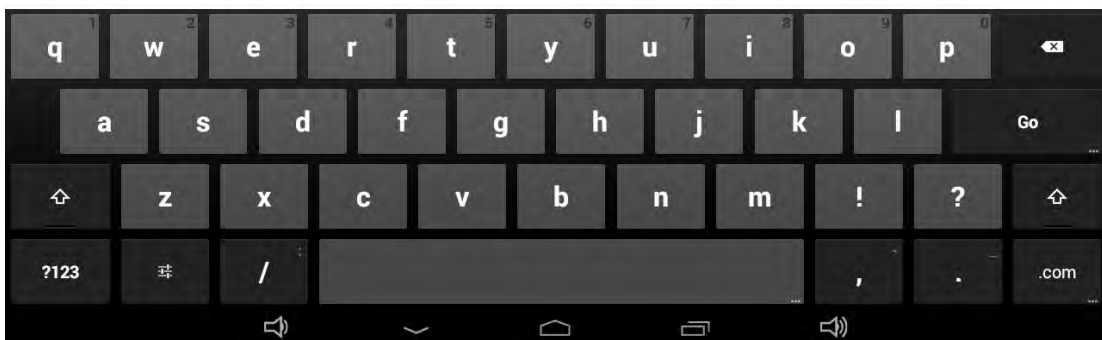 q 1 w 2 e 3 r 4 t 5 y 6 u 7 i 8 o 9 p 0
a s d f g h j k l Go ...
z x c v b n m ! ?
?123 / : ... , - . _ .com ...